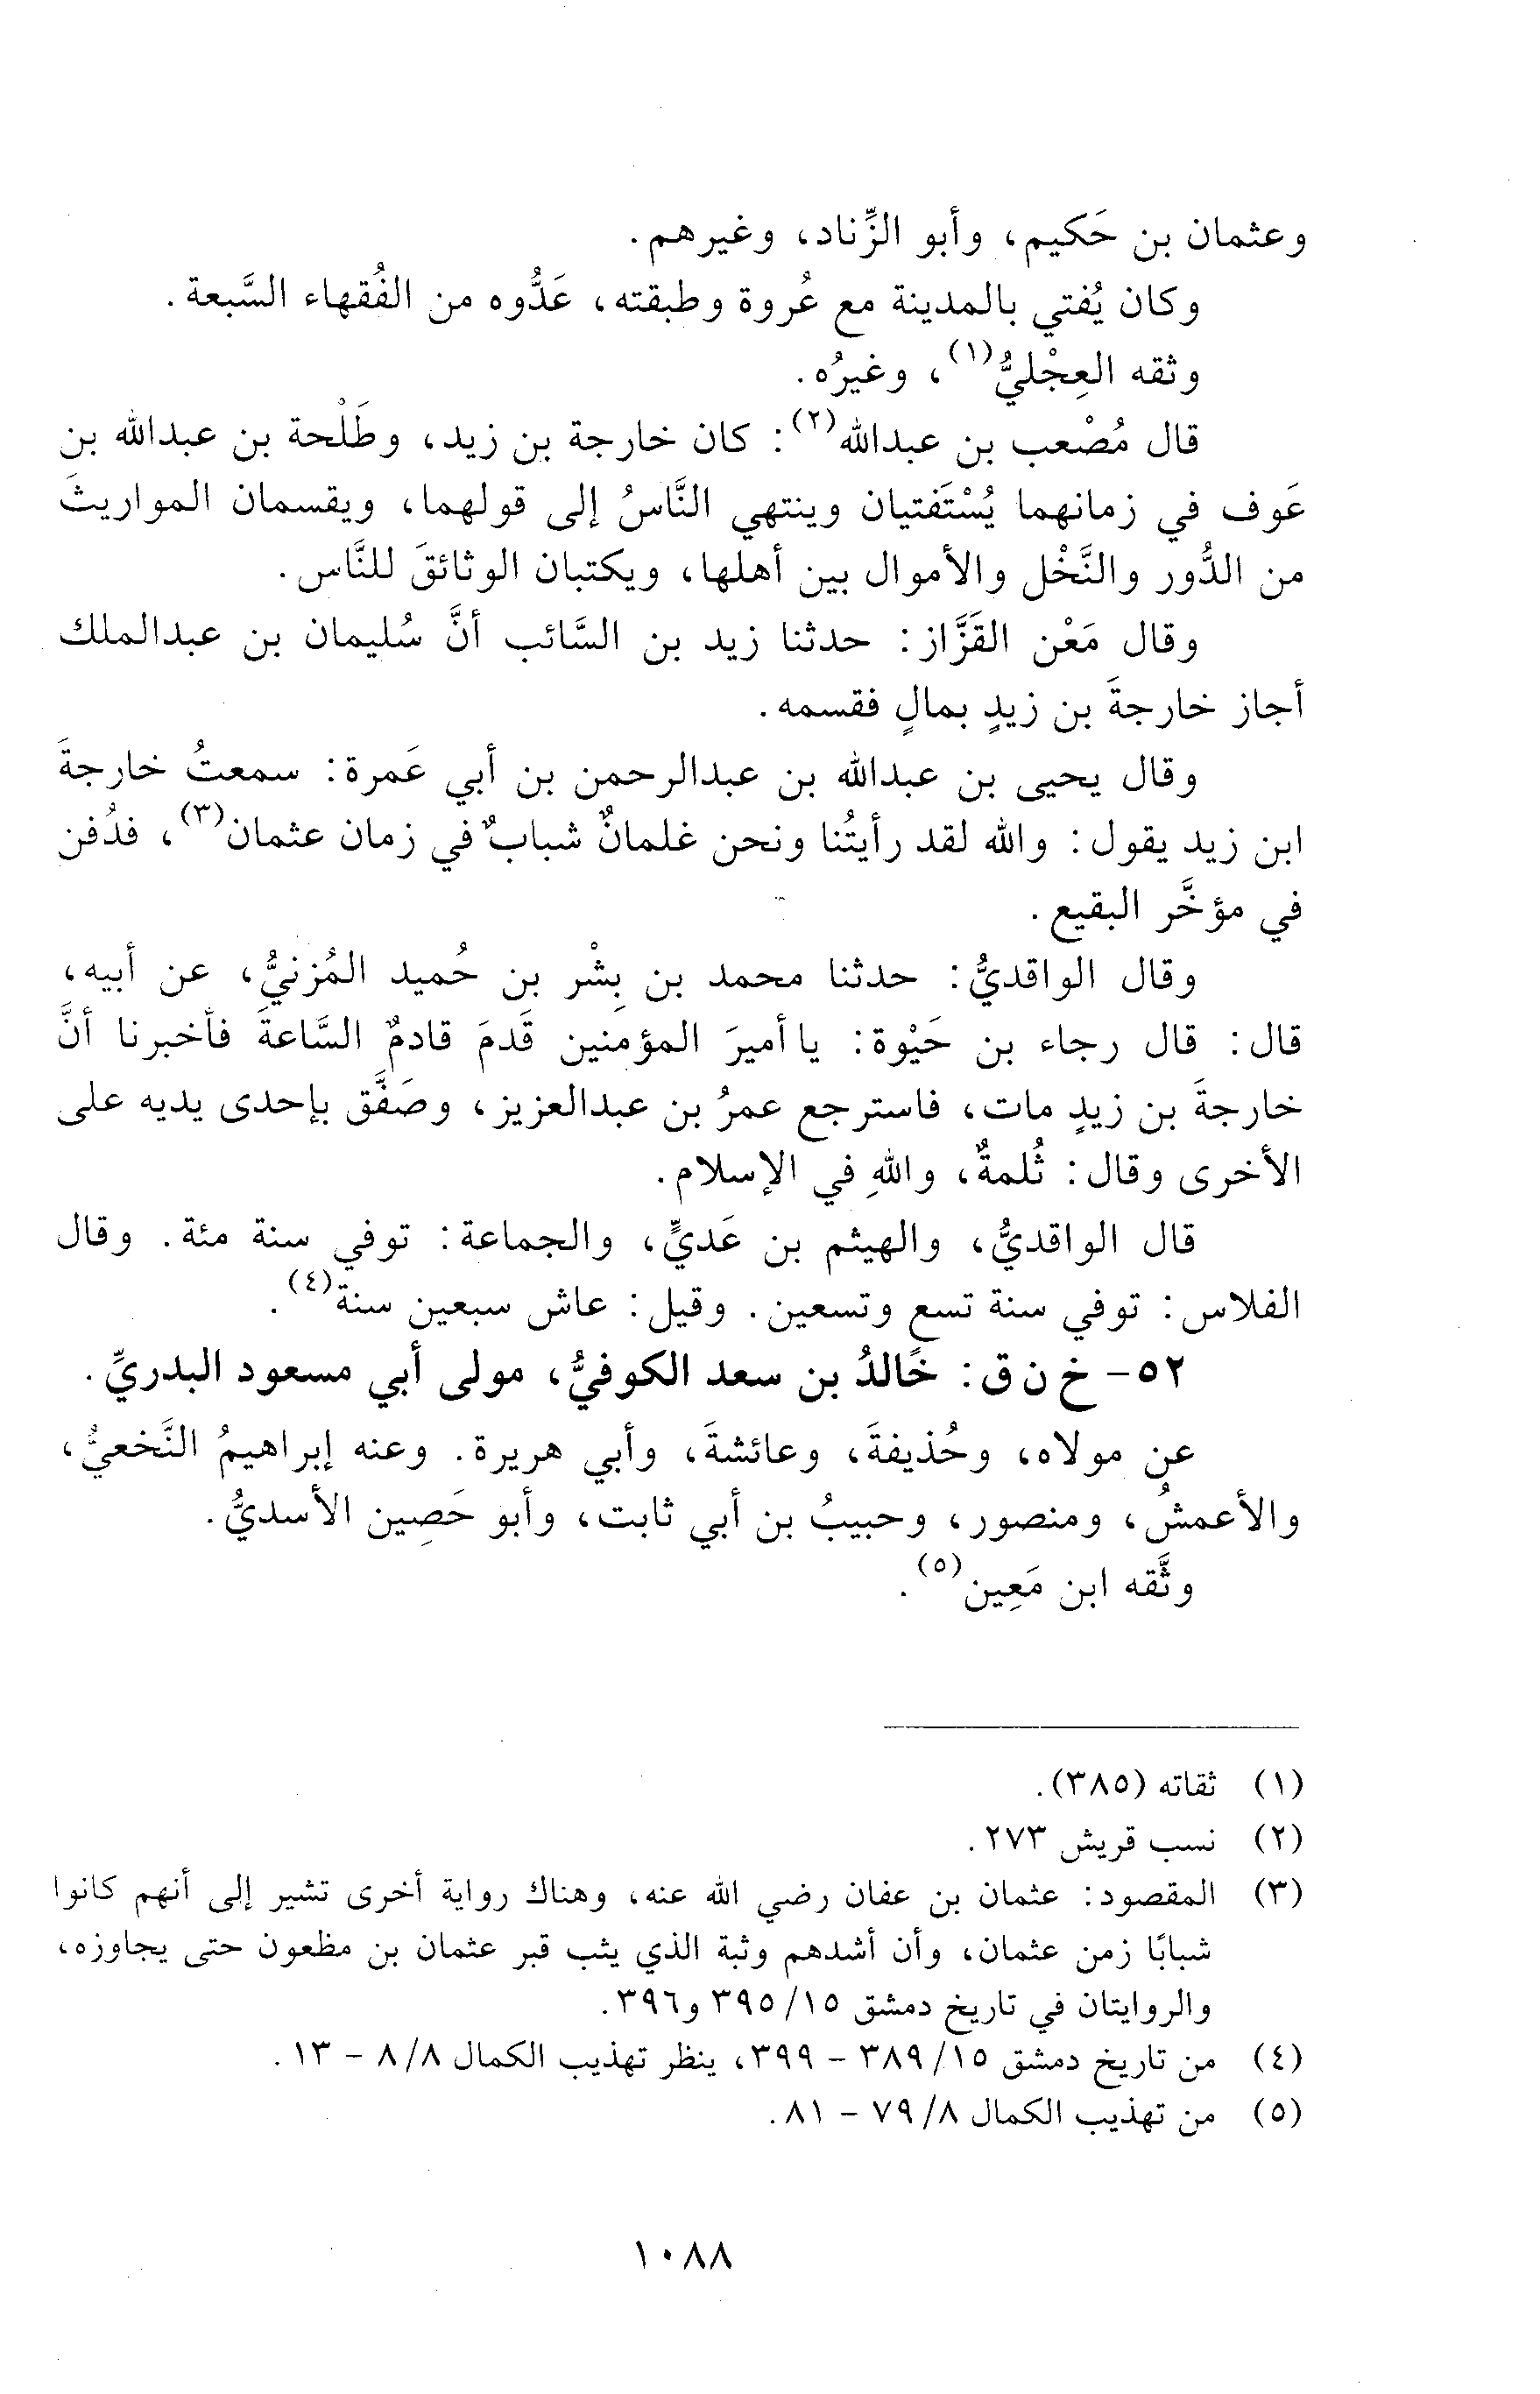 وعثمان بن حَكيم، وأبو الزِّناد، وغيرهم.
وكان يُفتي بالمدينة مع عُروة وطبقته، عَدُّوه من الفُقهاء السَّبعة.
وثقه العِجْليُّ(١)، وغيرُه.
قال مُصْعب بن عبدالله(٢): كان خارجة بن زيد، وطَلْحة بن عبدالله بن
عَوف في زمانهما يُسْتَفتيان وينتهي النَّاسُ إلى قولهما، ويقسمان المواريثَ
من الدُّور والنَّخْل والأموال بين أهلها، ويكتبان الوثائقَ للنَّاس.
وقال مَعْن القَزَّاز: حدثنا زيد بن السَّائب أنَّ سُليمان بن عبدالملك
أجاز خارجةَ بن زيدٍ بمالٍ فقسمه.
وقال يحيى بن عبدالله بن عبدالرحمن بن أبي عَمرة: سمعتُ خارجةَ
ابن زيد يقول: والله لقد رأيتُنا ونحن غلمانٌ شبابٌ في زمان عثمان(٣)، فدُفن
في مؤخَّر البقيع.
وقال الواقديُّ: حدثنا محمد بن بِشْر بن حُميد المُزنيُّ، عن أبيه،
قال: قال رجاء بن حَيْوة: يا أميرَ المؤمنين قَدمَ قادمٌ السَّاعةَ فأخبرنا أنَّ
خارجةَ بن زيدٍ مات، فاسترجع عمرُ بن عبدالعزيز، وصَفَّق بإحدى يديه على
الأخرى وقال: ثُلمةٌ، واللهِ في الإسلام.
قال الواقديُّ، والهيثم بن عَديٍّ، والجماعة: توفي سنة مئة. وقال
الفلاس: توفي سنة تسع وتسعين. وقيل: عاش سبعين سنة(٤).
٥٢- خ ن ق: خالدُ بن سعد الكوفيُّ، مولى أبي مسعود البدريِّ.
عن مولاه، وحُذيفةَ، وعائشةَ، وأبي هريرة. وعنه إبراهيمُ النَّخعيُّ،
والأعمشُ، ومنصور، وحبيبُ بن أبي ثابت، وأبو حَصِين الأسديُّ.
وثَّقه ابن مَعِين(٥).
(١) ثقاته (٣٨٥).
(٢) نسب قريش ٢٧٣.
(٣) المقصود: عثمان بن عفان رضي الله عنه، وهناك رواية أخرى تشير إلى أنهم كانوا
شبابًا زمن عثمان، وأن أشدهم وثبة الذي يثب قبر عثمان بن مظعون حتى يجاوزه،
والروايتان في تاريخ دمشق ١٥/ ٣٩٥ و٣٩٦.
(٤) من تاريخ دمشق ١٥/ ٣٨٩ - ٣٩٩، ينظر تهذيب الكمال ٨/٨ - ١٣.
(٥) من تهذيب الكمال ٨/ ٧٩ - ٨١.
١٠٨٨